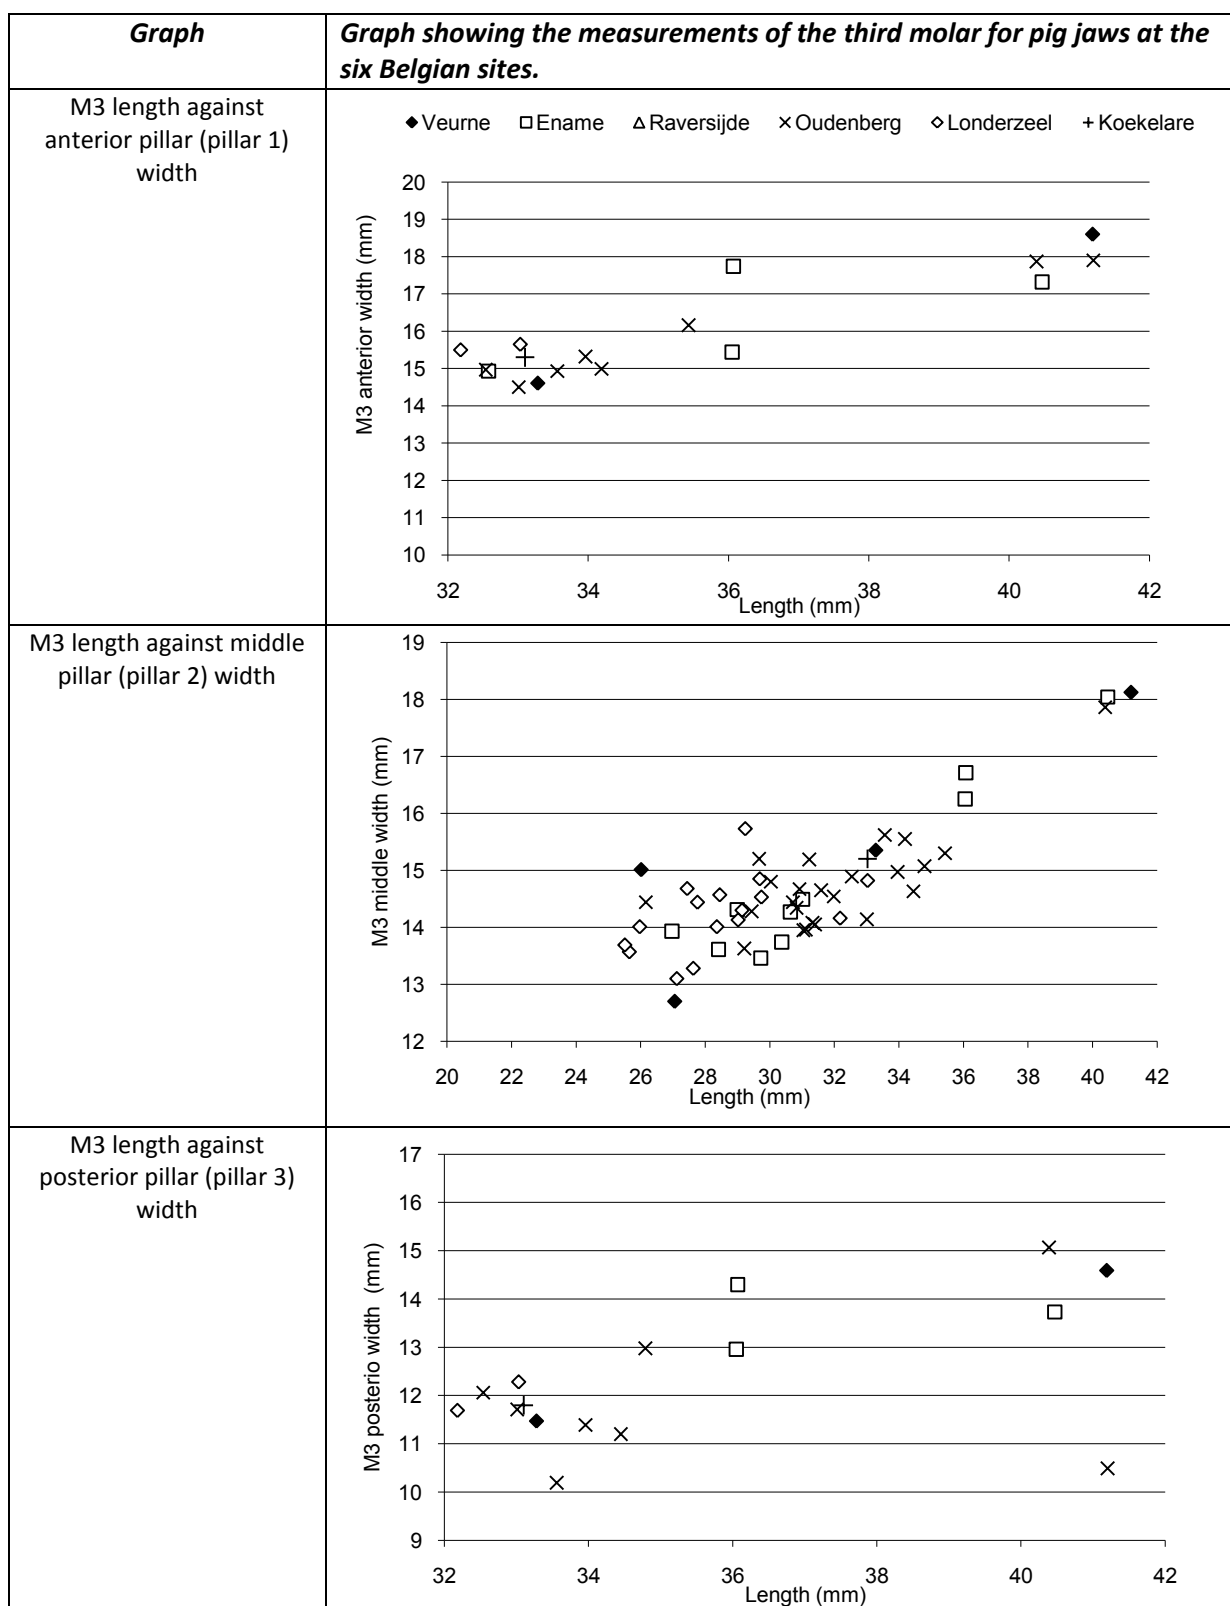 Graph
Graph showing the measurements of the third molar for pig jaws at the
six Belgian sites.
M3 length against
anterior pillar (pillar 1)
width
Veurne Ename Raversijde Oudenberg Londerzeel Koekelare
M3 anterior width (mm)
20
19
18
17
16
15
14
13
12
11
10
32 34 36 38 40 42
Length (mm)
M3 length against middle
pillar (pillar 2) width
M3 middle width (mm)
19
18
17
16
15
14
13
12
20 22 24 26 28 30 32 34 36 38 40 42
Length (mm)
M3 length against
posterior pillar (pillar 3)
width
M3 posterio width (mm)
17
16
15
14
13
12
11
10
9
32 34 36 38 40 42
Length (mm)